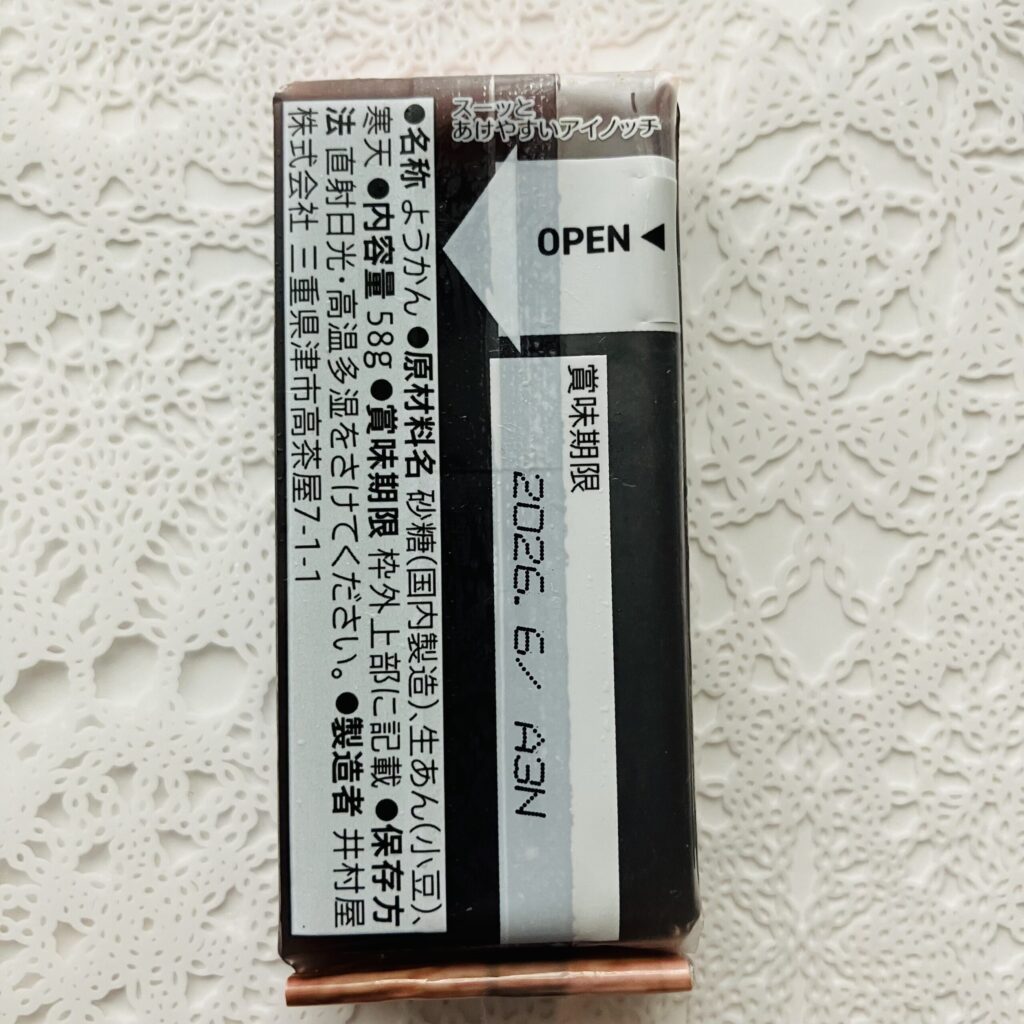 スーッと
あけやすいアイノッチ
OPEN ◀
賞味期限
2026. 6/ A3N
●名称 ようかん ●原材料名 砂糖(国内製造)、生あん(小豆)、
寒天 ●内容量 58g ●賞味期限 枠外上部に記載 ●保存方
法 直射日光・高温多湿をさけてください。 ●製造者 井村屋
株式会社 三重県津市高茶屋7-1-1